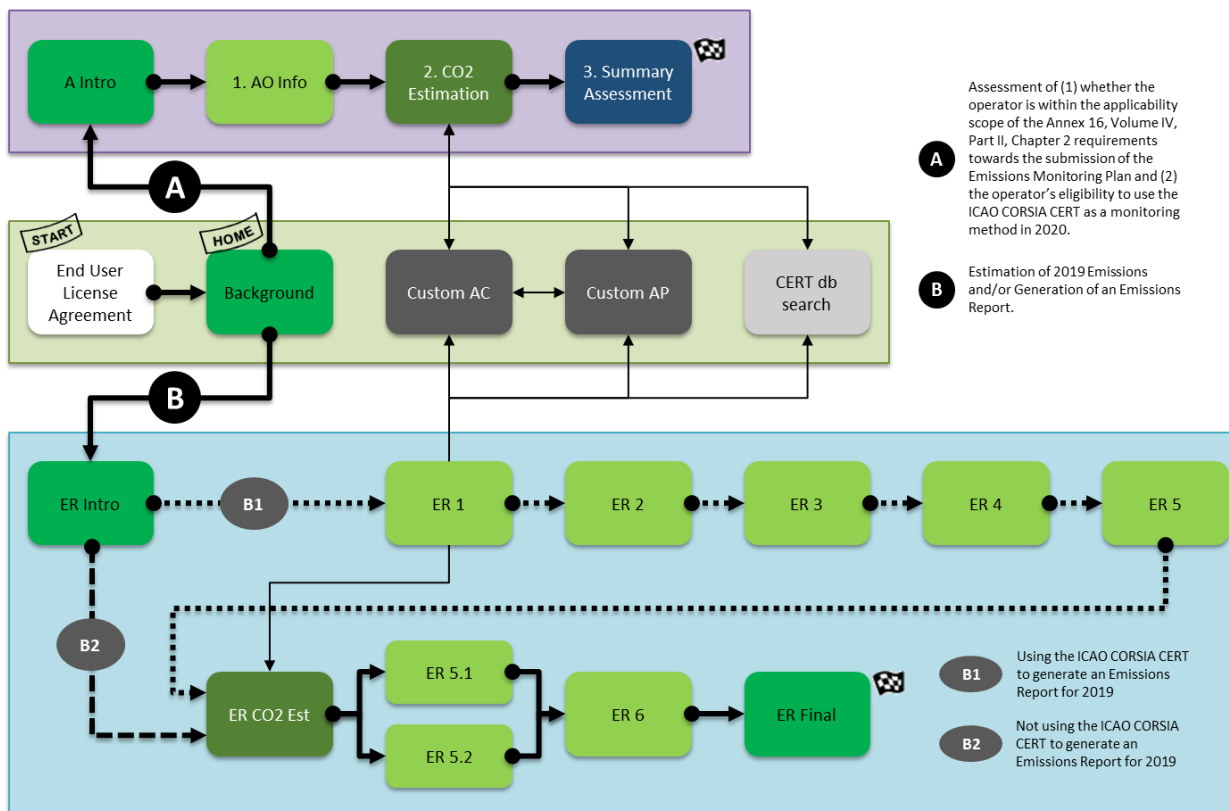 A Intro
1. AO Info
2. CO2
Estimation
3. Summary
Assessment
Assessment of (1) whether the
operator is within the applicability
scope of the Annex 16, Volume IV,
Part II, Chapter 2 requirements
towards the submission of the
Emissions Monitoring Plan and (2)
the operator's eligibility to use the
ICAO CORSIA CERT as a monitoring
method in 2020.
A
A
START
HOME
End User
License
Agreement
Background
Custom AC
Custom AP
CERT db
search
B
Estimation of 2019 Emissions
and/or Generation of an Emissions
Report.
B
ER Intro
B1
ER 1
ER 2
ER 3
ER 4
ER 5
B2
ER CO2 Est
ER 5.1
ER 5.2
ER 6
ER Final
B1
Using the ICAO CORSIA CERT
to generate an Emissions
Report for 2019
B2
Not using the ICAO CORSIA
CERT to generate an
Emissions Report for 2019